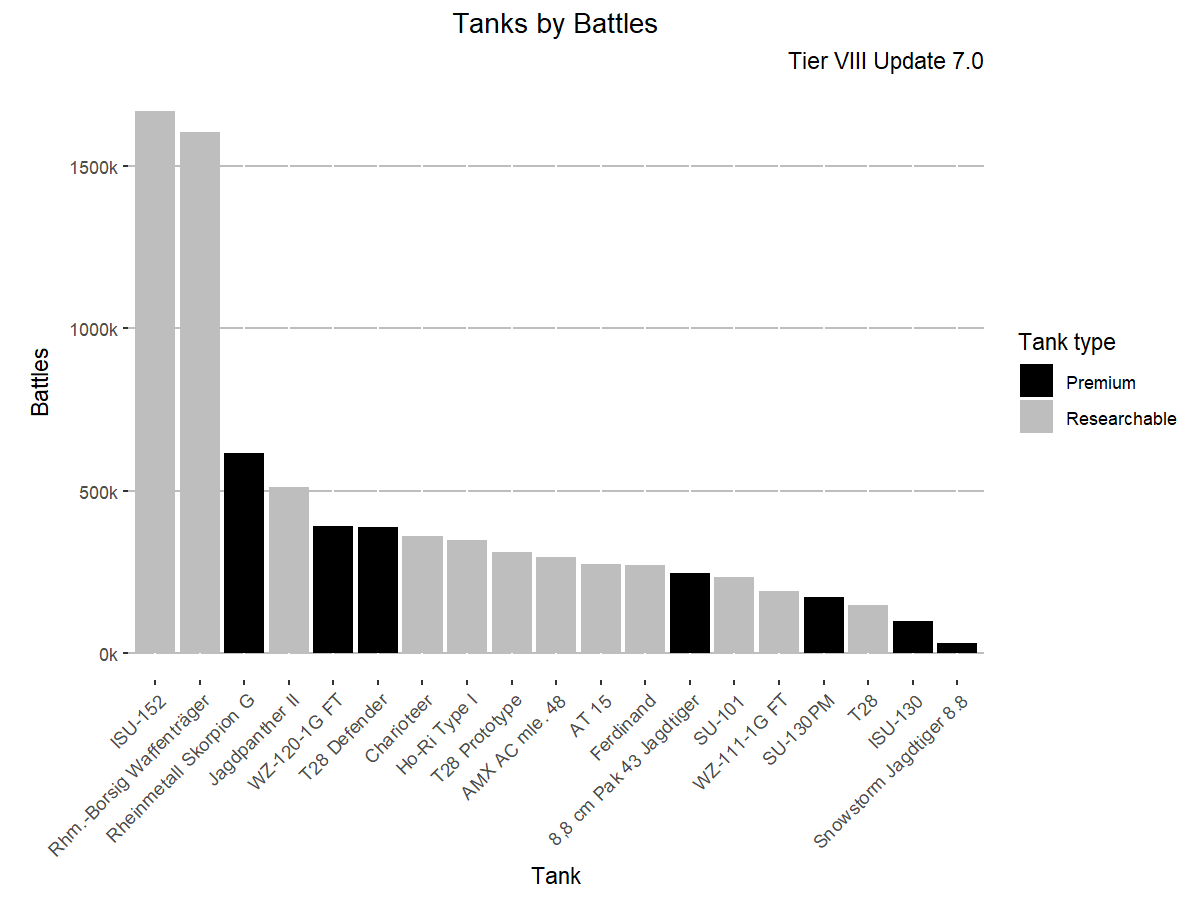 Tanks by Battles
Tier VIII Update 7.0
Battles
1500k
1000k
500k
0k
ISU-152
Rhm.-Borsig Waffenträger
Rheinmetall Skorpion G
Jagdpanther II
WZ-120-1G FT
T28 Defender
Charioteer
Ho-Ri Type I
T28 Prototype
AMX AC mle. 48
AT 15
Ferdinand
8,8 cm Pak 43 Jagdtiger
SU-101
WZ-111-1G FT
SU-130PM
T28
ISU-130
Snowstorm Jagdtiger 8.8
Tank
Tank type
Premium
Researchable